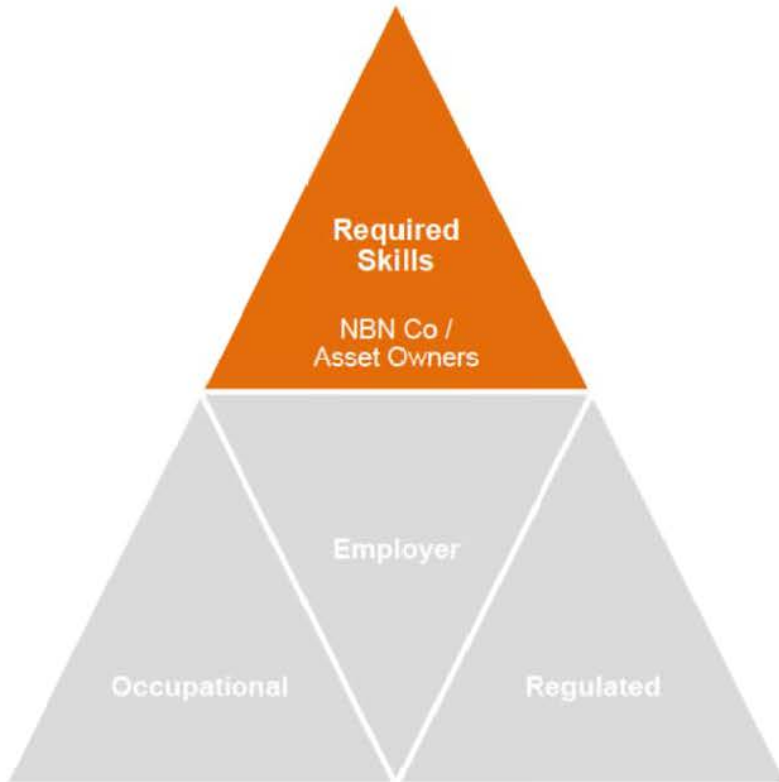 Required
Skills
NBN Co /
Asset Owners
Employer
Occupational
Regulated